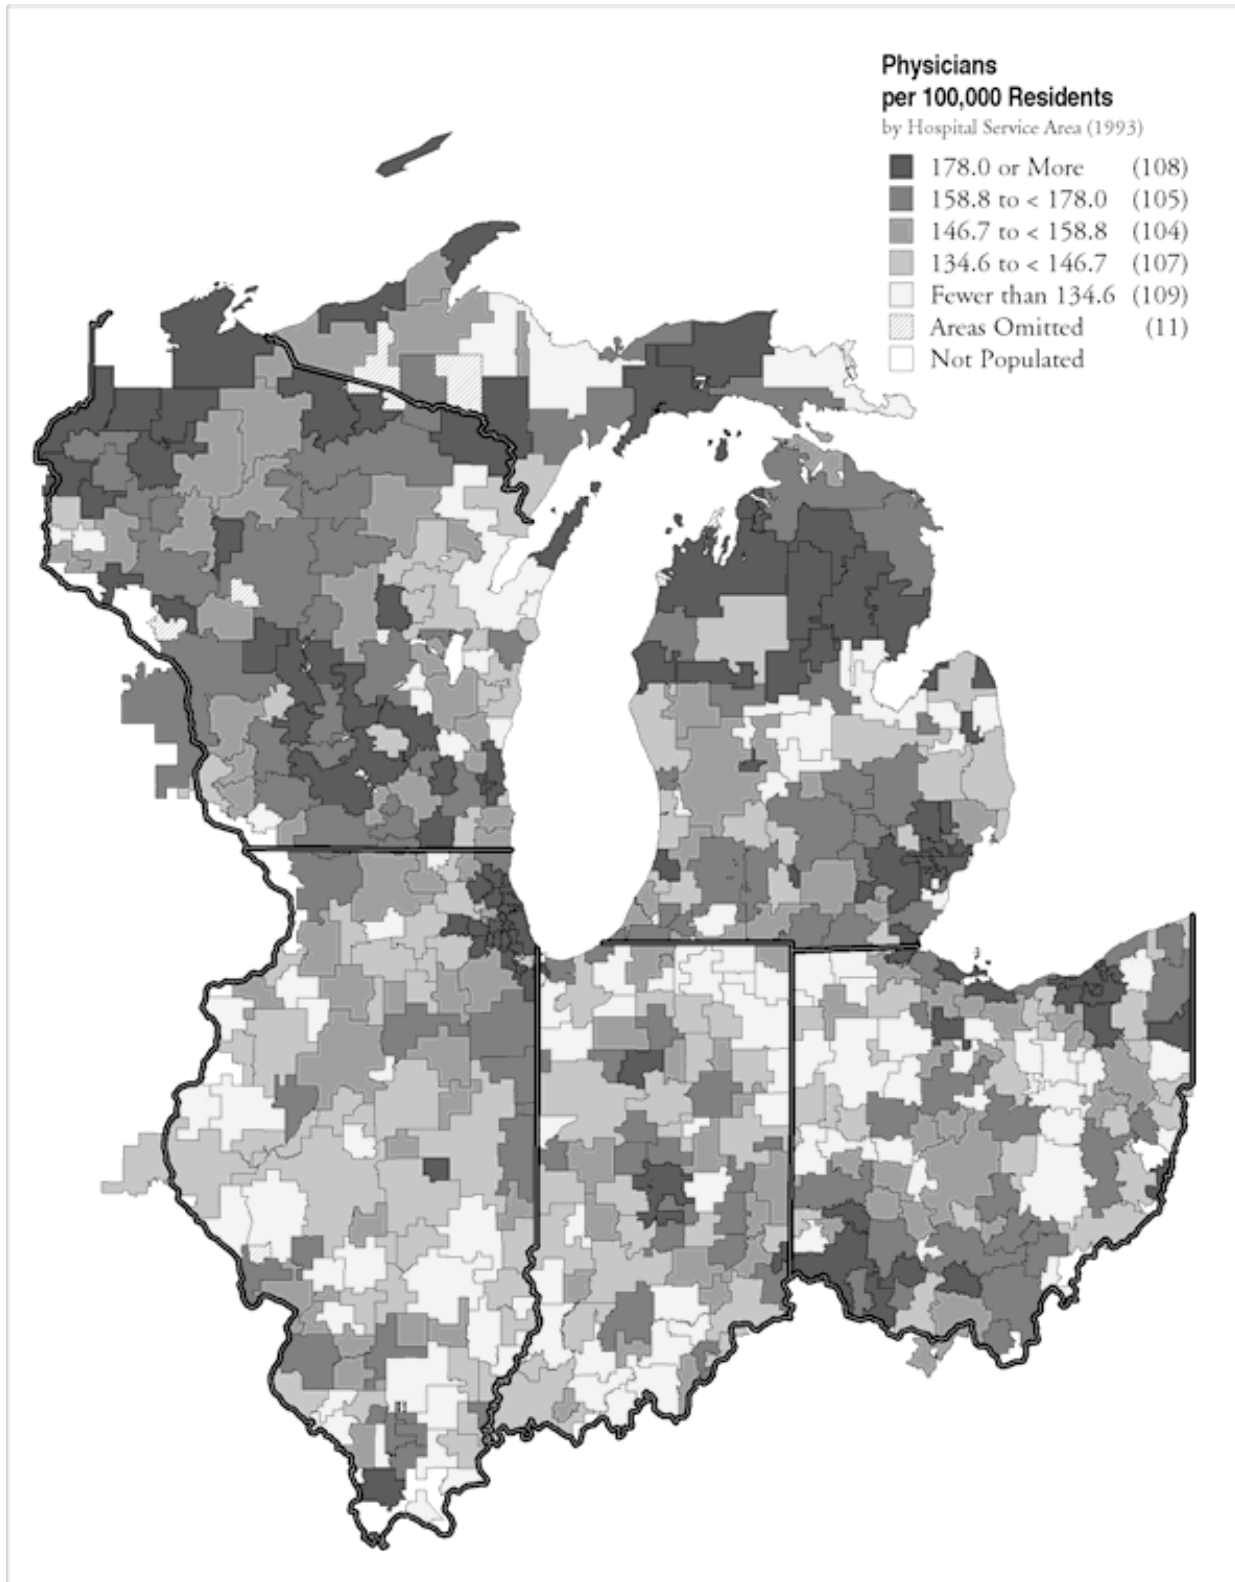 Physicians
per 100,000 Residents
by Hospital Service Area (1993)
178.0 or More (108)
158.8 to < 178.0 (105)
146.7 to < 158.8 (104)
134.6 to < 146.7 (107)
Fewer than 134.6 (109)
Areas Omitted (11)
Not Populated